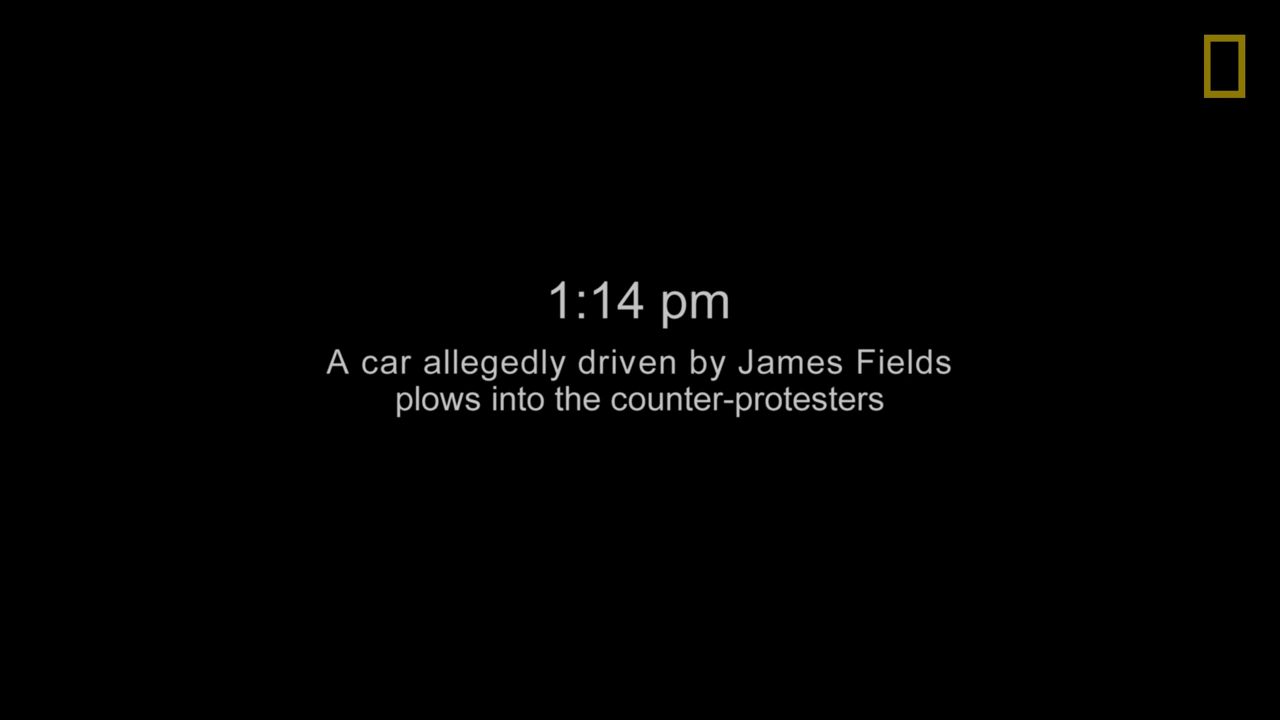 1:14 pm
A car allegedly driven by James Fields
plows into the counter-protesters